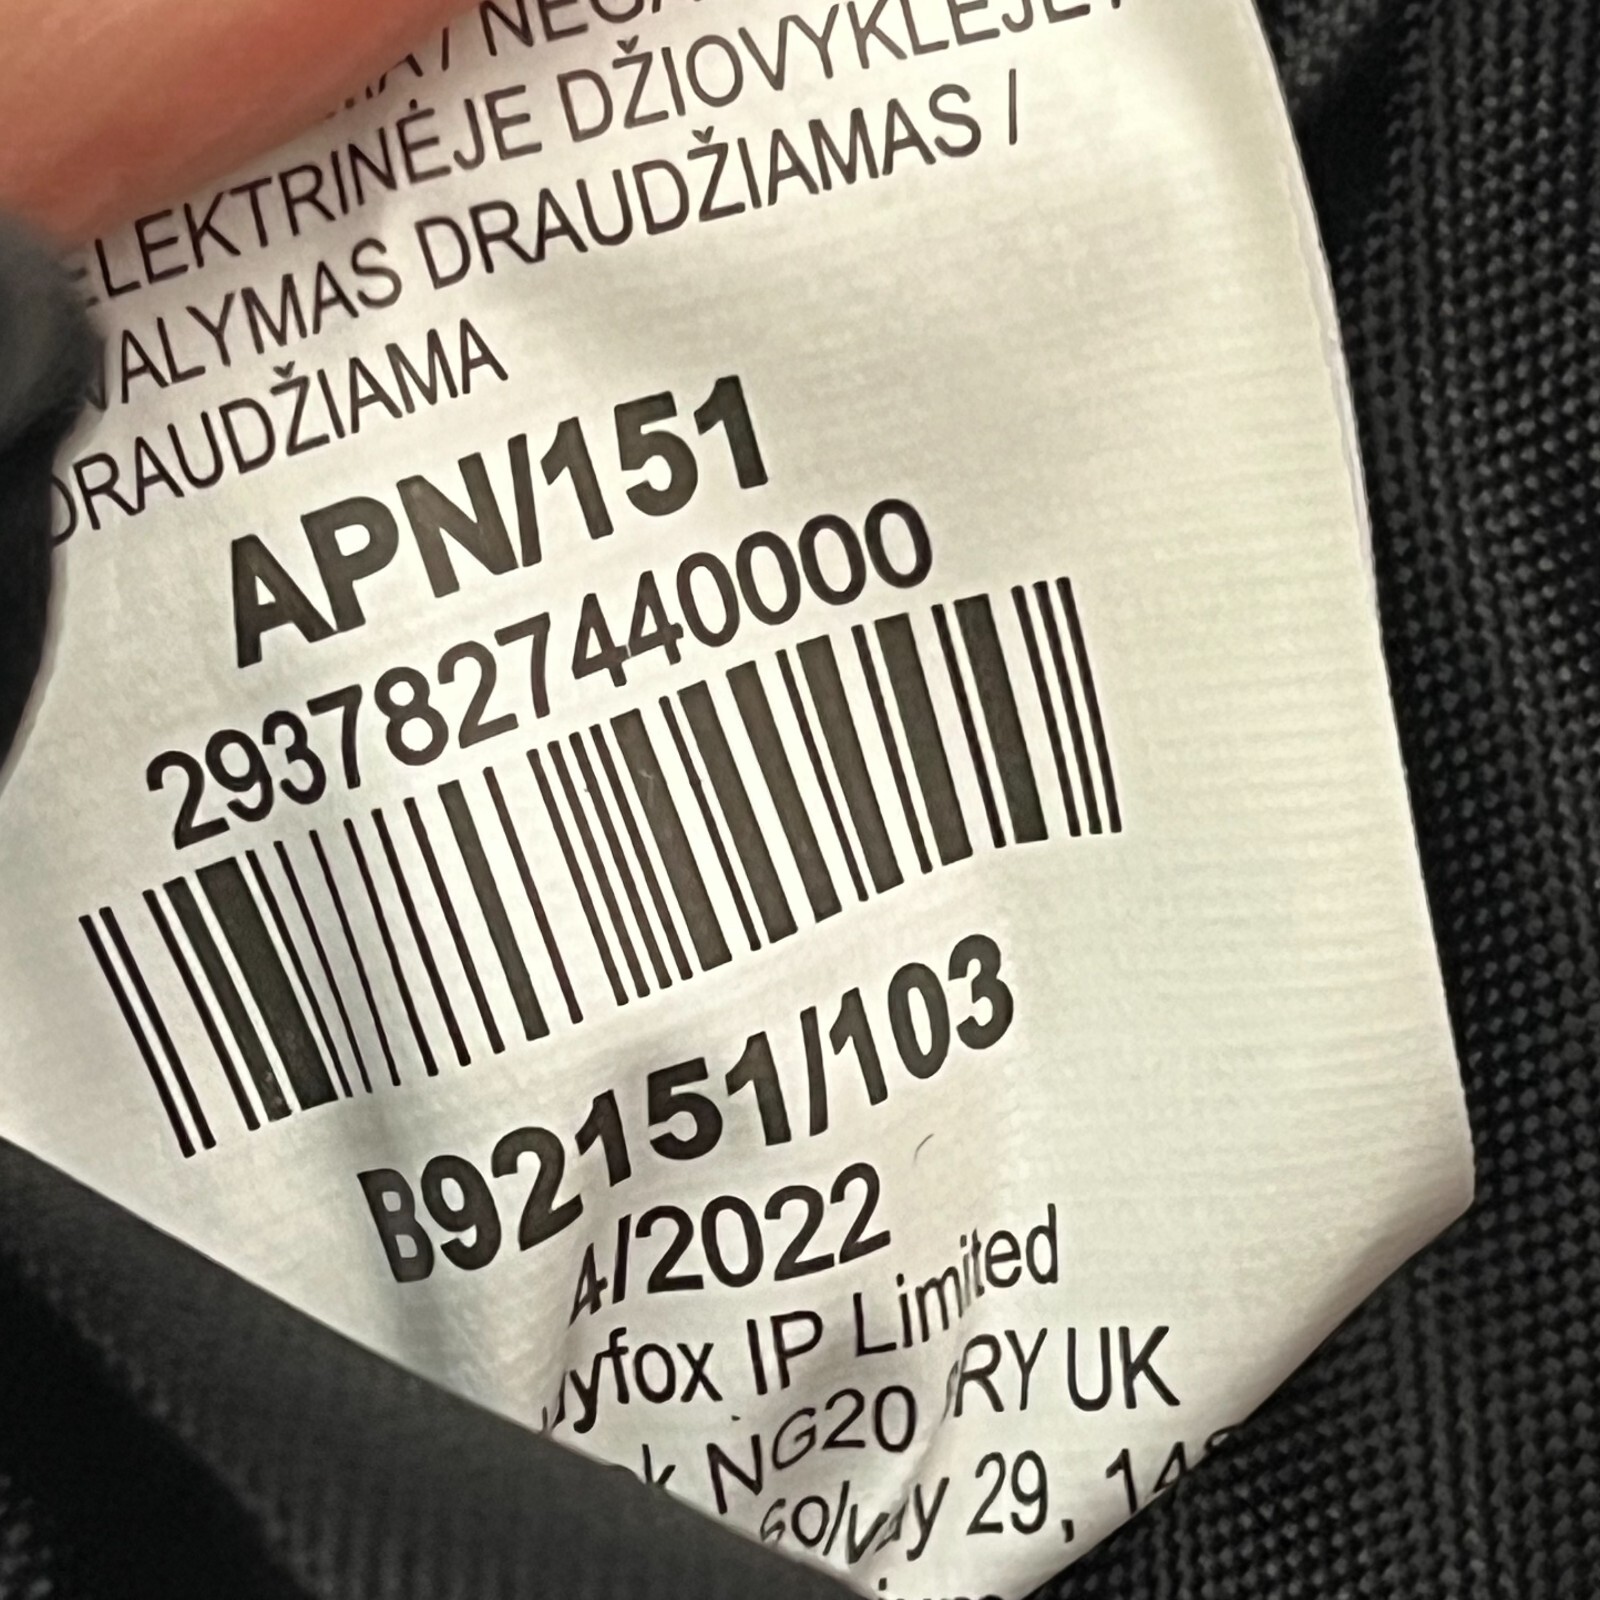 ELEKTRINĖJE DŽIOVYKLĖJE /
VALYMAS DRAUDŽIAMAS /
DRAUDŽIAMA
APN/151
2937827440000
B92151/103
4/2022
IP Limited
NG20 UK
29,